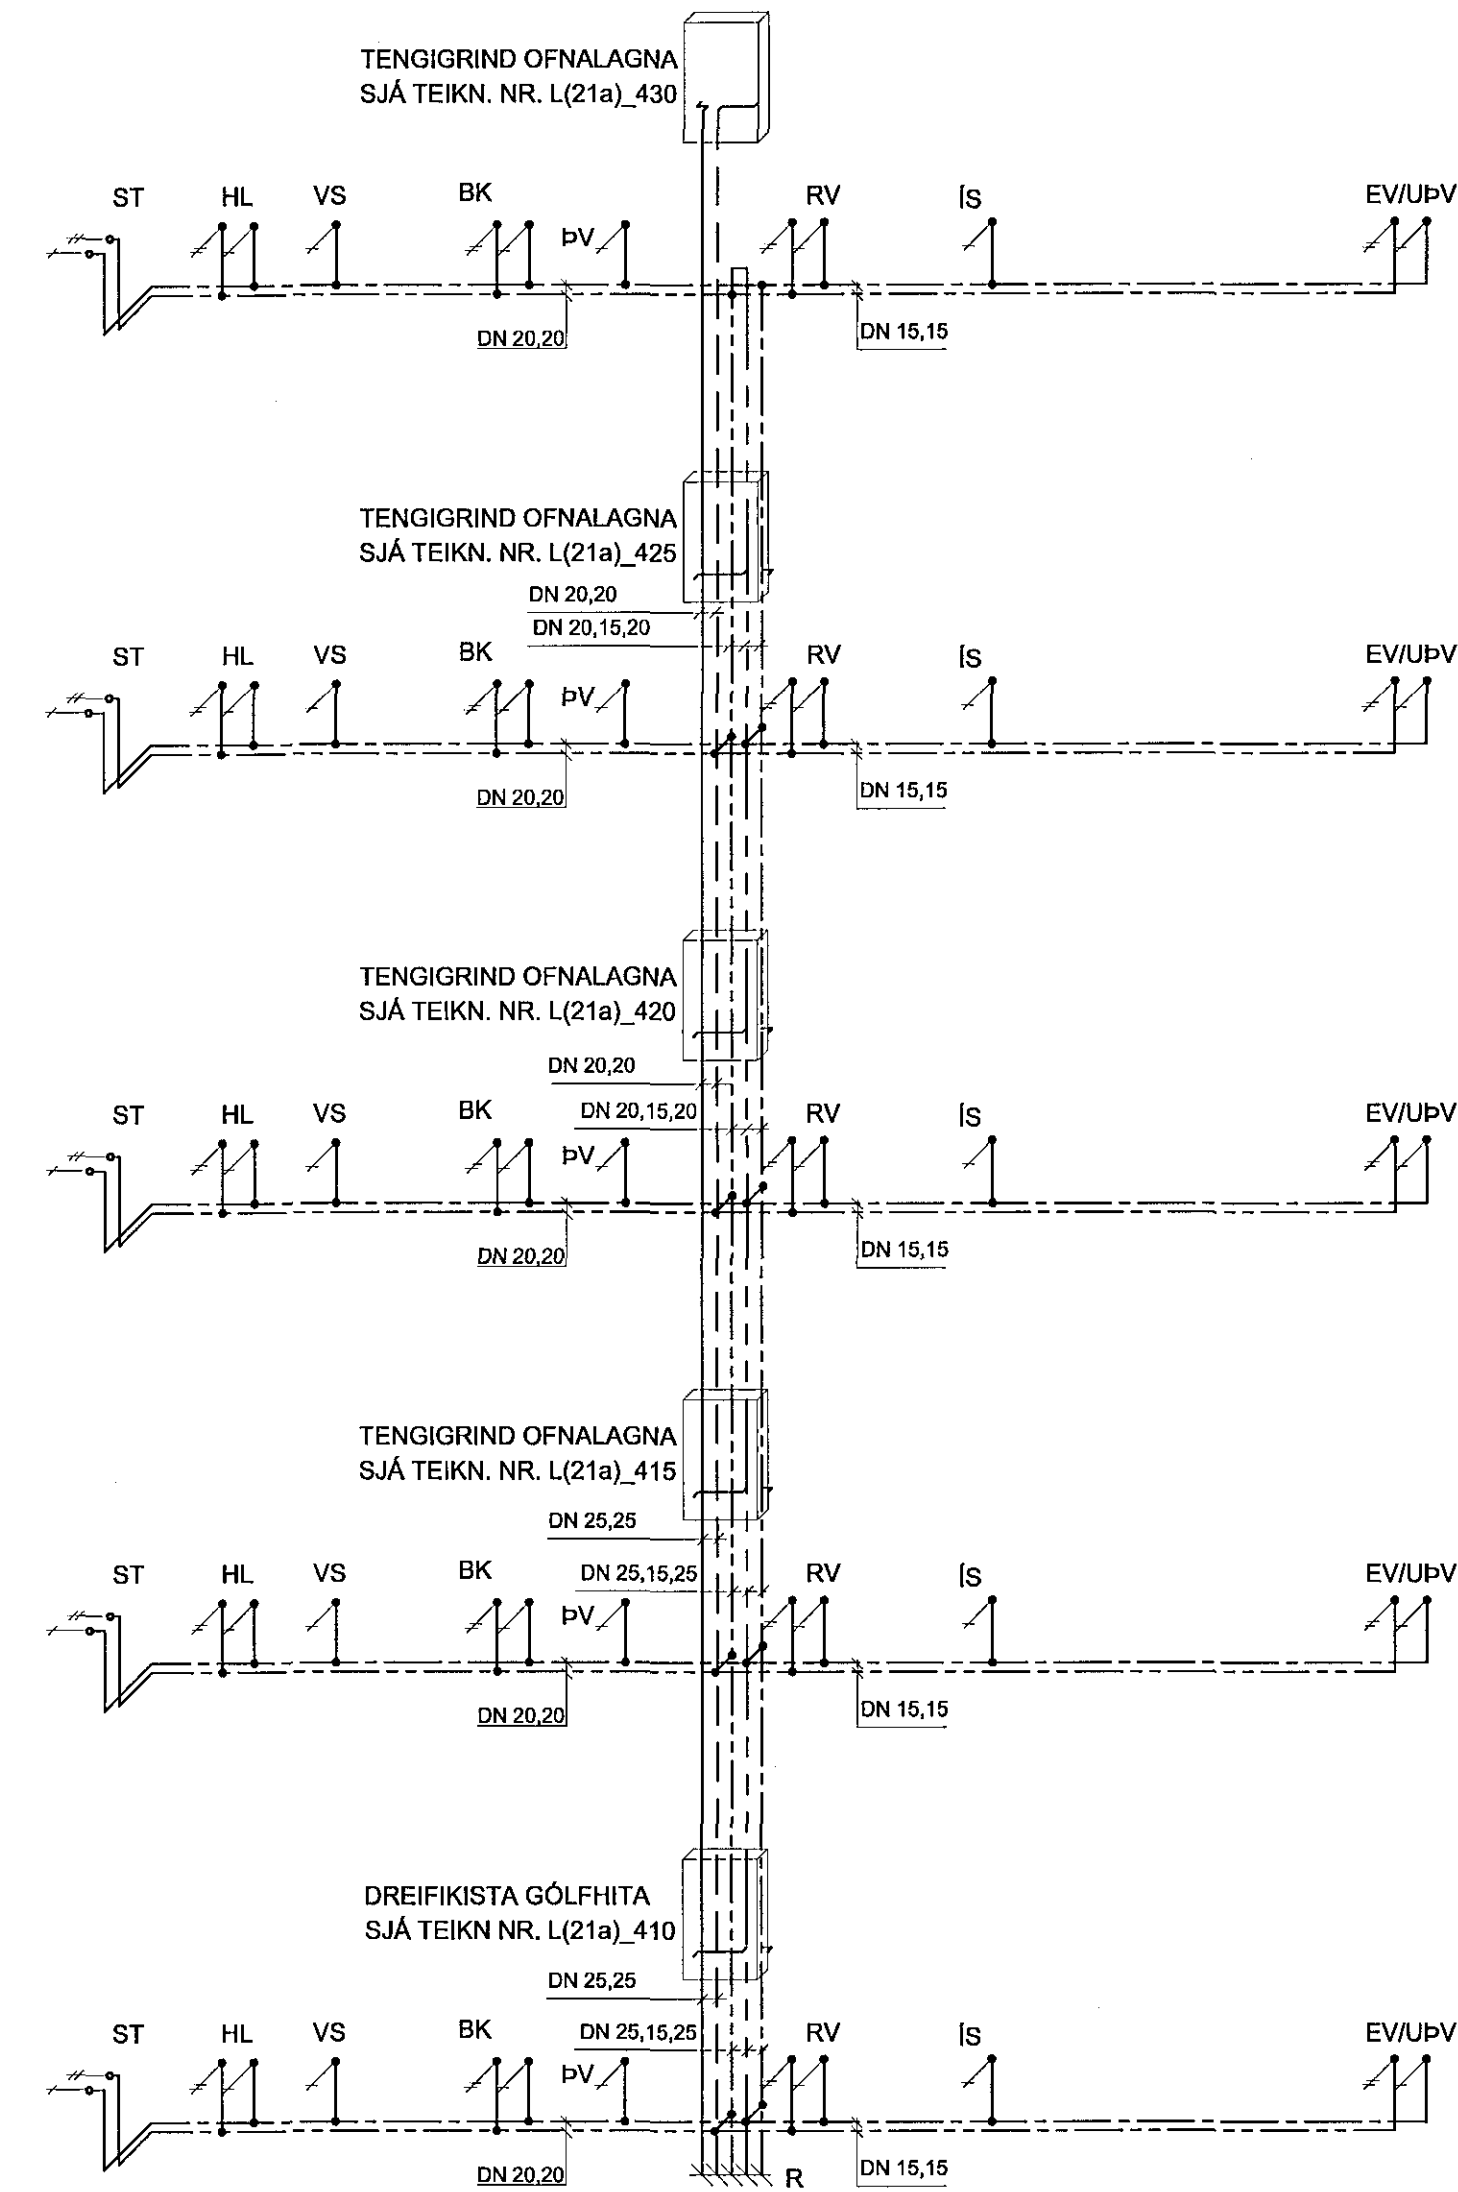 TENGIGRIND OFNALAGNA
SJÁ TEIKN. NR. L(21a)_430
ST HL VS BK ÞV RV ÍS EV/UÞV
DN 20,20 DN 15,15
TENGIGRIND OFNALAGNA
SJÁ TEIKN. NR. L(21a)_425
DN 20,20
DN 20,15,20
ST HL VS BK ÞV RV ÍS EV/UÞV
DN 20,20 DN 15,15
TENGIGRIND OFNALAGNA
SJÁ TEIKN. NR. L(21a)_420
DN 20,20
DN 20,15,20
ST HL VS BK ÞV RV ÍS EV/UÞV
DN 20,20 DN 15,15
TENGIGRIND OFNALAGNA
SJÁ TEIKN. NR. L(21a)_415
DN 25,25
DN 25,15,25
ST HL VS BK ÞV RV ÍS EV/UÞV
DN 20,20 DN 15,15
DREIFIKISTA GÓLFHITA
SJÁ TEIKN NR. L(21a)_410
DN 25,25
DN 25,15,25
ST HL VS BK ÞV RV ÍS EV/UÞV
DN 20,20 R DN 15,15